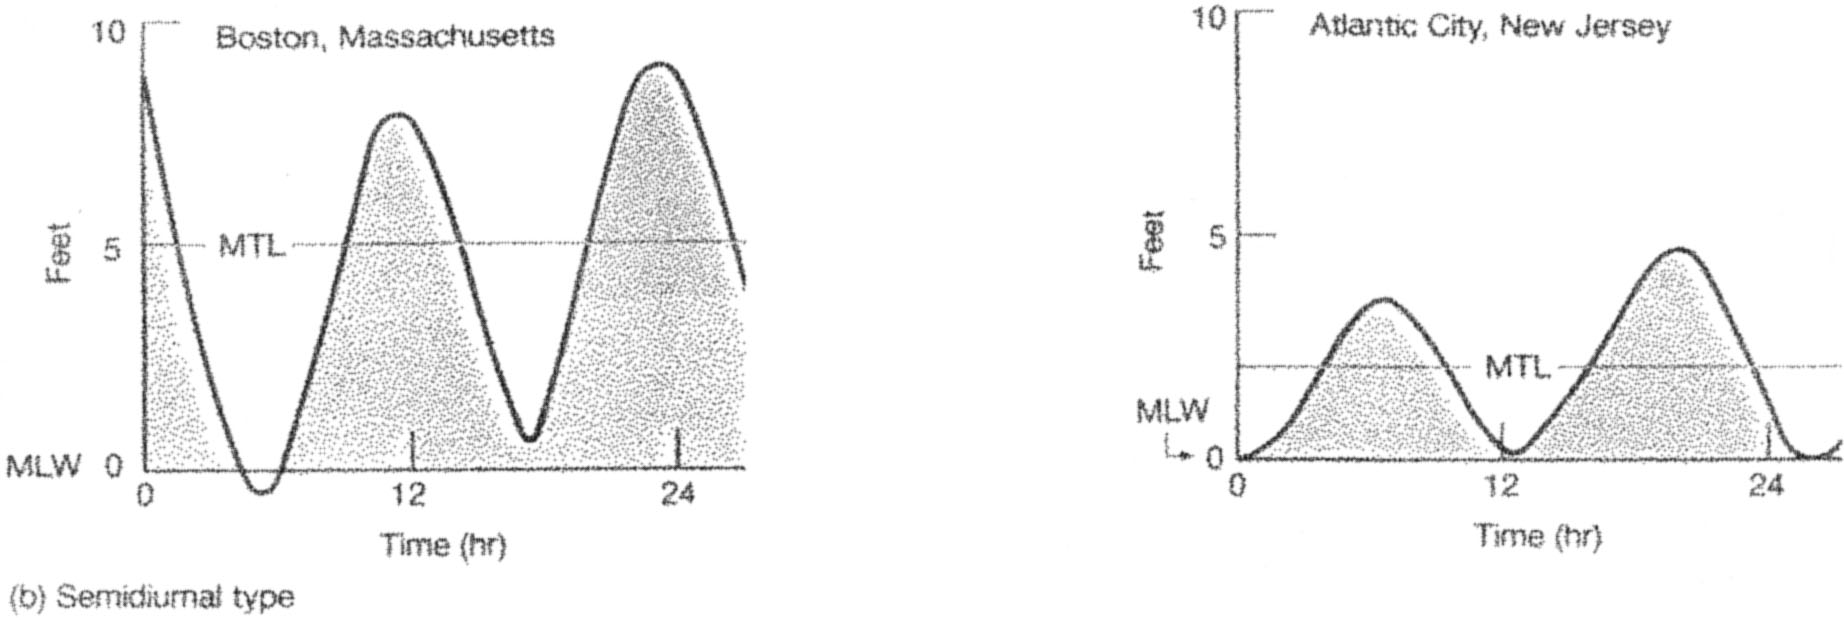 Boston, Massachusetts
10
Feet
5
MTL
MLW 0
0 12 24
Time (hr)
Atlantic City, New Jersey
10
Feet
5
MTL
MLW
0
0 12 24
Time (hr)
(b) Semidiurnal type